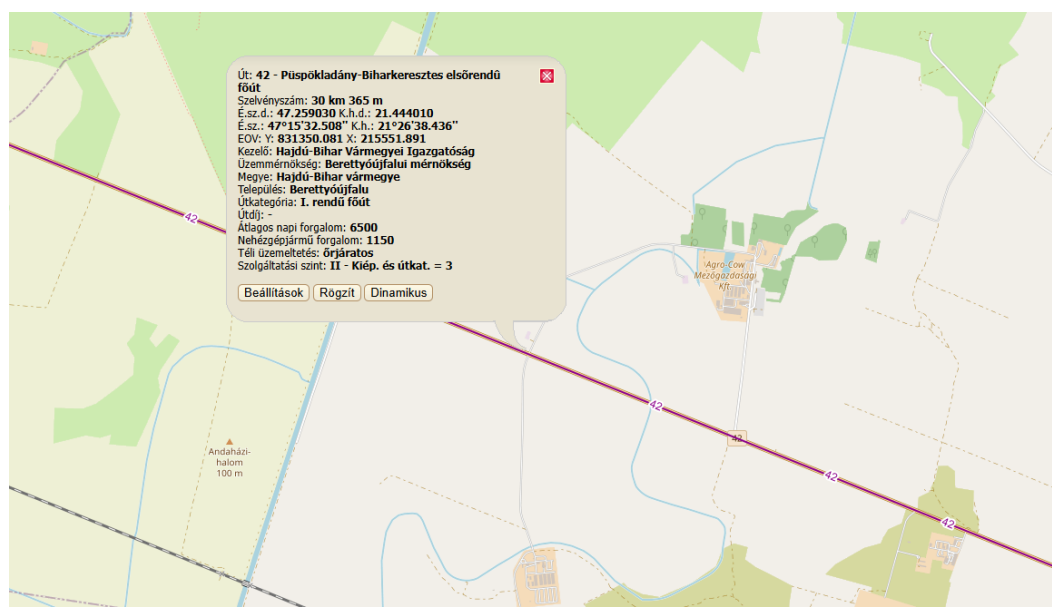 Út: 42 - Püspökladány-Biharkeresztes elsõrendû
fõút
Szelvényszám: 30 km 365 m
É.sz.d.: 47.259030 K.h.d.: 21.444010
É.sz.: 47°15'32.508" K.h.: 21°26'38.436"
EOV: Y: 831350.081 X: 215551.891
Kezelő: Hajdú-Bihar Vármegyei Igazgatóság
Üzemmérnökség: Berettyóújfalui mérnökség
Megye: Hajdú-Bihar vármegye
Település: Berettyóújfalu
Útkategória: I. rendű főút
Útdíj: -
Átlagos napi forgalom: 6500
Nehézgépjármű forgalom: 1150
Téli üzemeltetés: őrjáratos
Szolgáltatási szint: II - Kiép. és útkat. = 3
Beállítások Rögzít Dinamikus
42
Agro-Cow
Mezőgazdasági
Kft
42
42
Andaházi-
halom
100 m
42
42